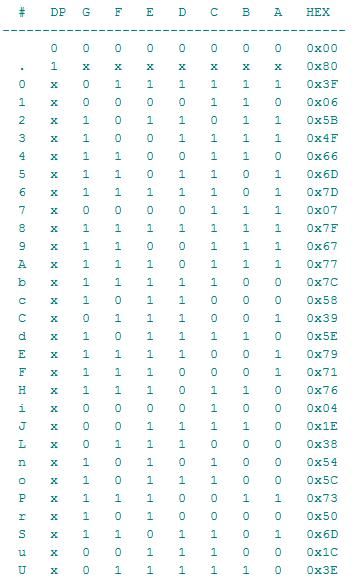 # DP G F E D C B A HEX
0 0 0 0 0 0 0 0 0x00
. 1 x x x x x x x 0x80
0 x 0 1 1 1 1 1 1 0x3F
1 x 0 0 0 0 1 1 0 0x06
2 x 1 0 1 1 0 1 1 0x5B
3 x 1 0 0 1 1 1 1 0x4F
4 x 1 1 0 0 1 1 0 0x66
5 x 1 1 0 1 1 0 1 0x6D
6 x 1 1 1 1 1 0 1 0x7D
7 x 0 0 0 0 1 1 1 0x07
8 x 1 1 1 1 1 1 1 0x7F
9 x 1 1 0 0 1 1 1 0x67
A x 1 1 1 0 1 1 1 0x77
b x 1 1 1 1 1 0 0 0x7C
c x 1 0 1 1 0 0 0 0x58
C x 0 1 1 1 0 0 1 0x39
d x 1 0 1 1 1 1 0 0x5E
E x 1 1 1 1 0 0 1 0x79
F x 1 1 1 0 0 0 1 0x71
H x 1 1 1 0 1 1 0 0x76
i x 0 0 0 0 1 0 0 0x04
J x 0 0 1 1 1 1 0 0x1E
L x 0 1 1 1 0 0 0 0x38
n x 1 0 1 0 1 0 0 0x54
o x 1 0 1 1 1 0 0 0x5C
P x 1 1 1 0 0 1 1 0x73
r x 1 0 1 0 0 0 0 0x50
S x 1 1 0 1 1 0 1 0x6D
u x 0 0 1 1 1 0 0 0x1C
U x 0 1 1 1 1 1 0 0x3E